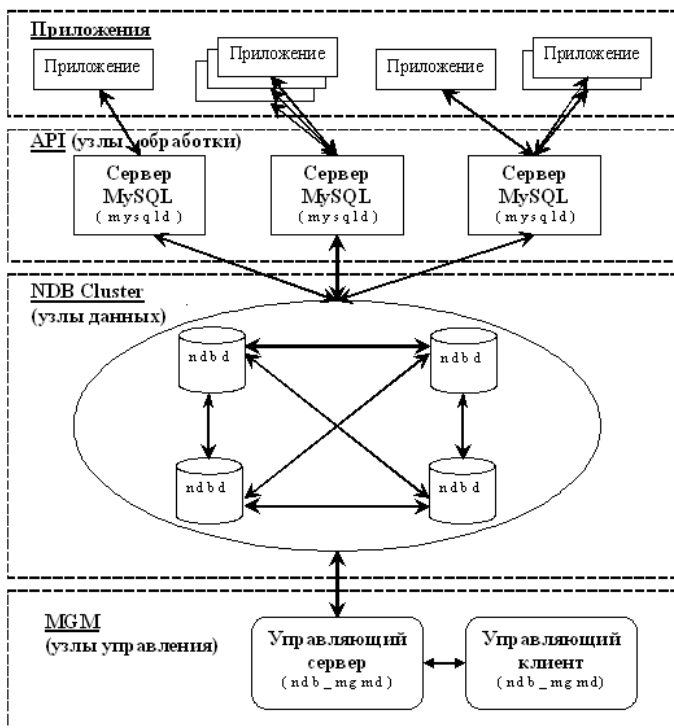 Приложения
Приложение
Приложение
Приложение
Приложение
API (узлы обработки)
Сервер
MySQL
(mysqld)
Сервер
MySQL
(mysqld)
Сервер
MySQL
(mysqld)
NDB Cluster
(узлы данных)
ndbd
ndbd
ndbd
ndbd
MGM
(узлы управления)
Управляющий
сервер
(ndb_mgmd)
Управляющий
клиент
(ndb_mgmd)